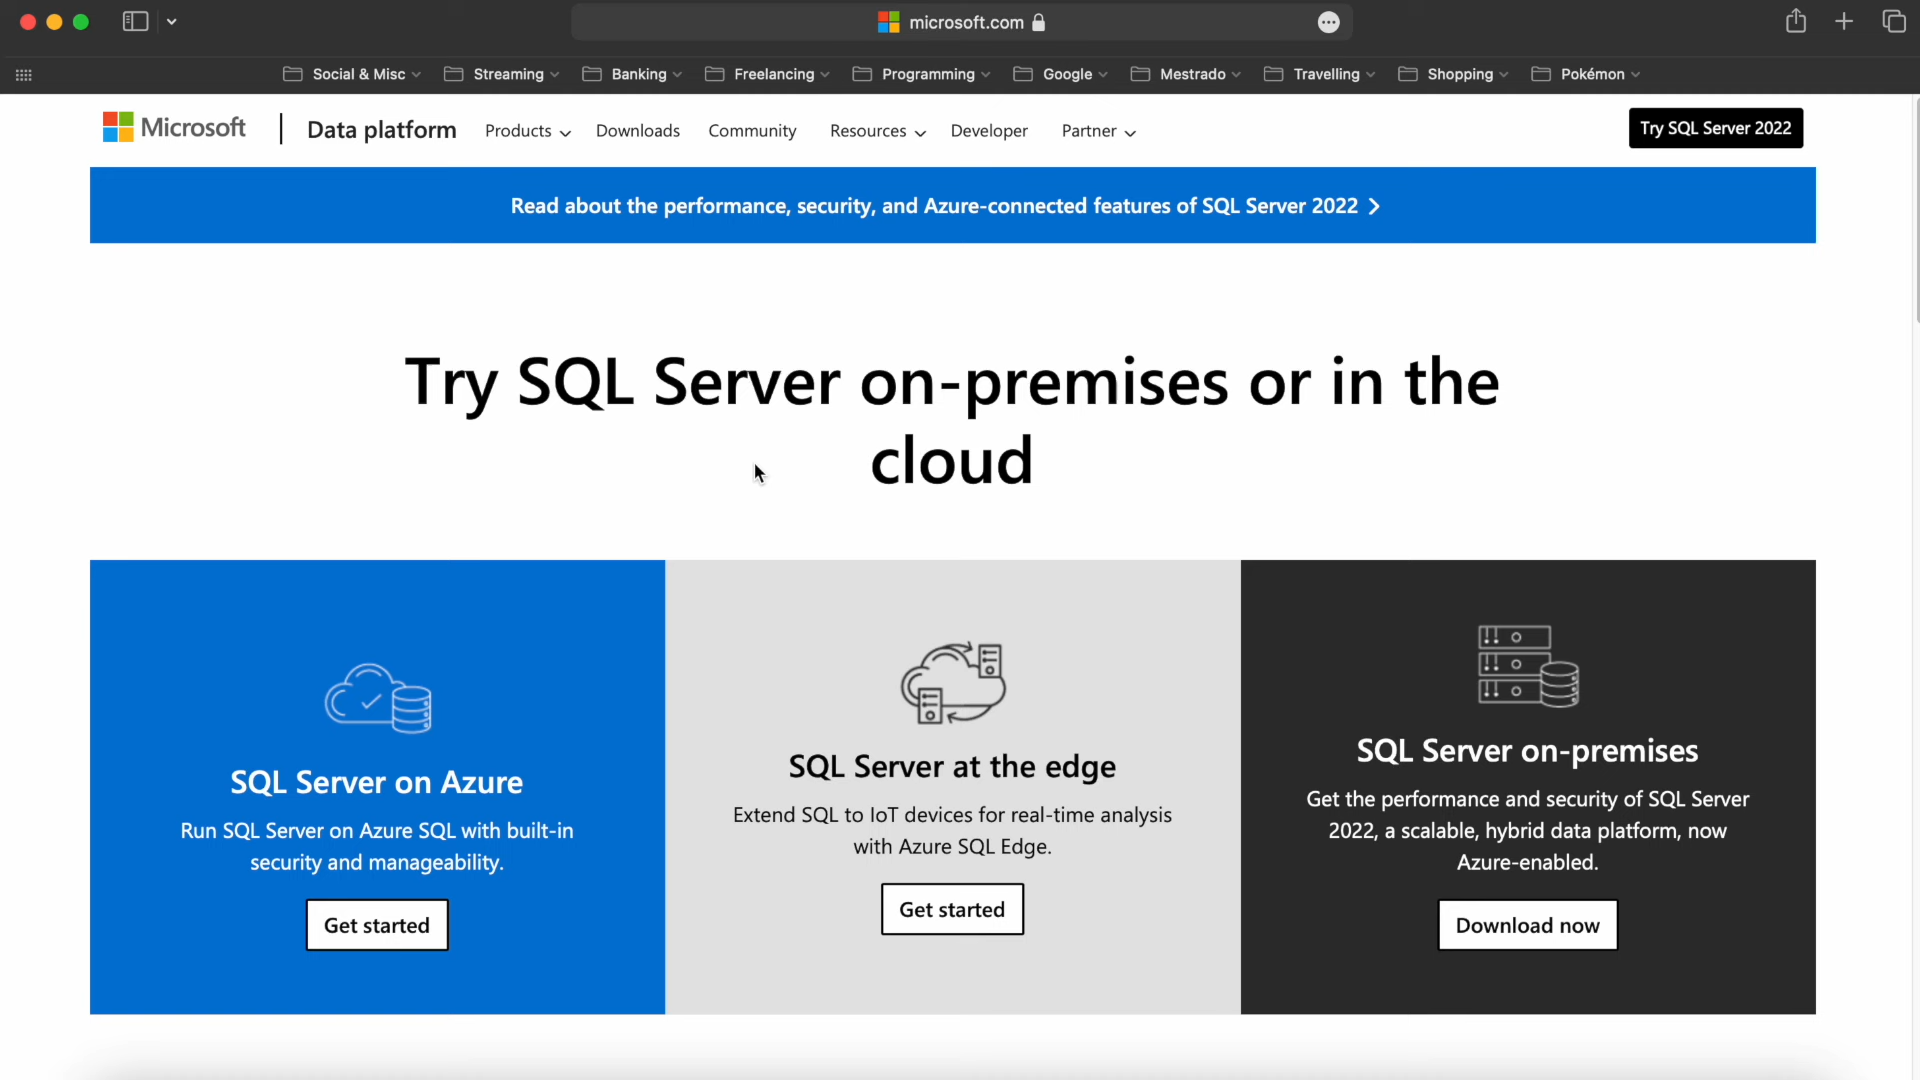 microsoft.com
Social & Misc
Streaming
Banking
Freelancing
Programming
Google
Mestrado
Travelling
Shopping
Pokémon
Microsoft
Data platform
Products
Downloads
Community
Resources
Developer
Partner
Try SQL Server 2022
Read about the performance, security, and Azure-connected features of SQL Server 2022
Try SQL Server on-premises or in the
cloud
SQL Server on Azure
Run SQL Server on Azure SQL with built-in
security and manageability.
Get started
SQL Server at the edge
Extend SQL to IoT devices for real-time analysis
with Azure SQL Edge.
Get started
SQL Server on-premises
Get the performance and security of SQL Server
2022, a scalable, hybrid data platform, now
Azure-enabled.
Download now